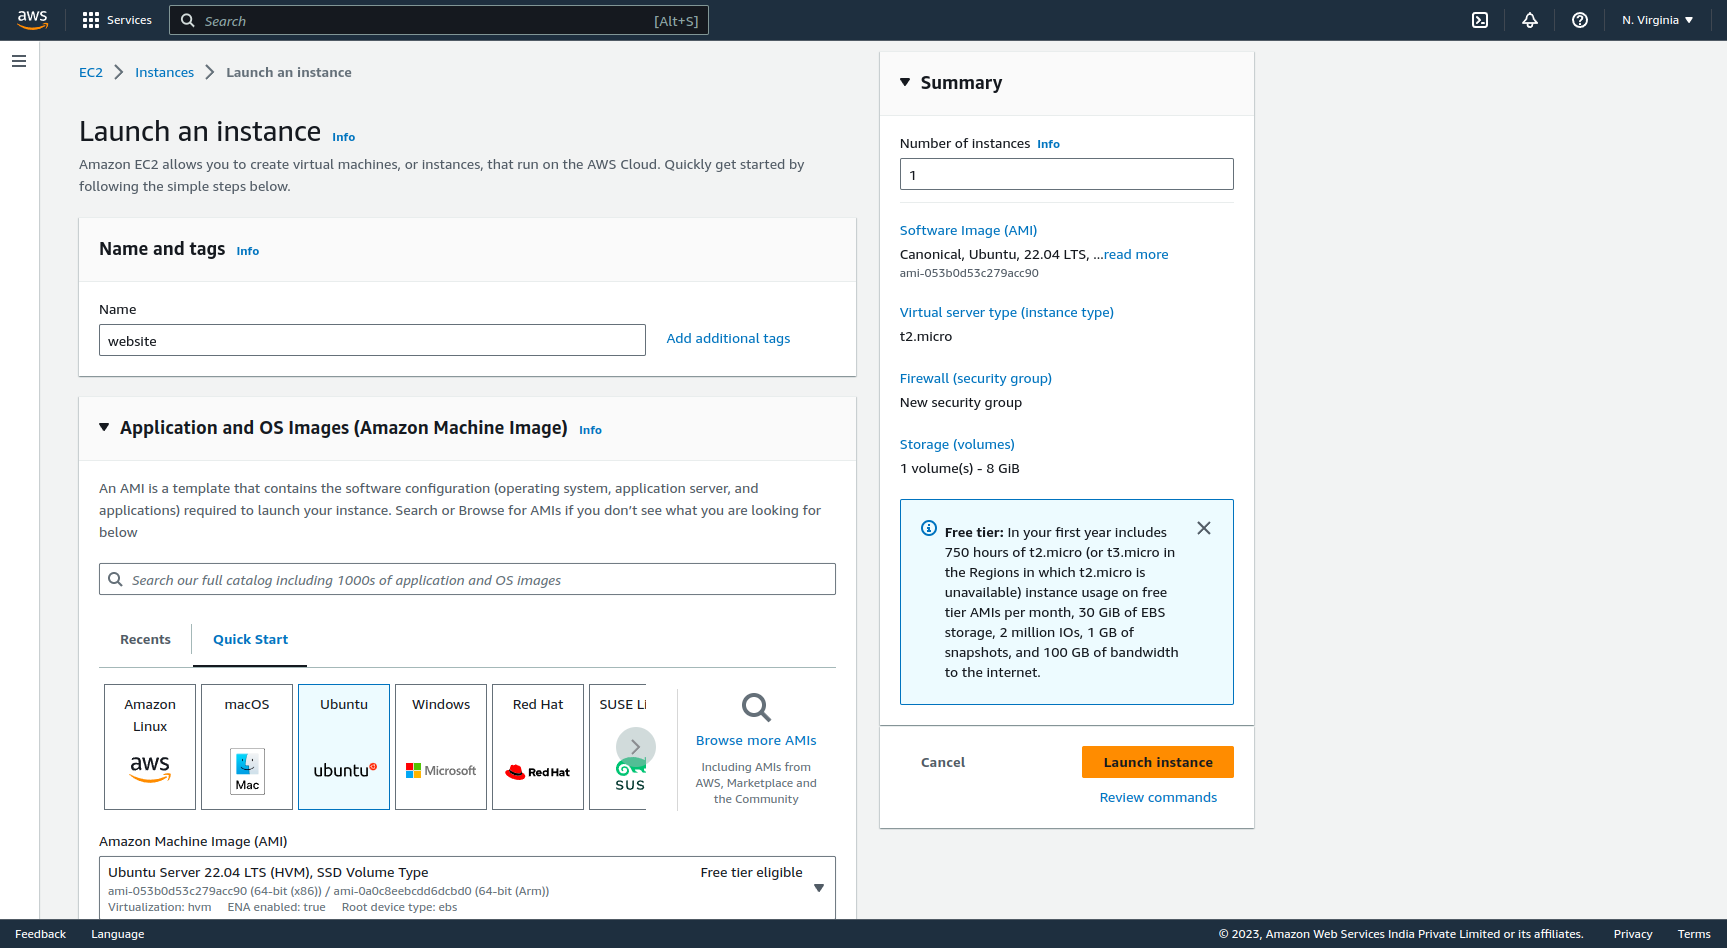 aws
Services
Search [Alt+S]
N. Virginia
EC2 Instances Launch an instance
Launch an instance Info
Amazon EC2 allows you to create virtual machines, or instances, that run on the AWS Cloud. Quickly get started by
following the simple steps below.
Name and tags Info
Name
website
Add additional tags
Application and OS Images (Amazon Machine Image) Info
An AMI is a template that contains the software configuration (operating system, application server, and
applications) required to launch your instance. Search or Browse for AMIs if you don’t see what you are looking for
below
Search our full catalog including 1000s of application and OS images
Recents
Quick Start
Amazon
Linux
aws
macOS
Mac
Ubuntu
ubuntu
Windows
Microsoft
Red Hat
Red Hat
SUSE Li
SUS
Browse more AMIs
Including AMIs from
AWS, Marketplace and
the Community
Amazon Machine Image (AMI)
Ubuntu Server 22.04 LTS (HVM), SSD Volume Type
Free tier eligible
ami-053b0d53c279acc90 (64-bit (x86)) / ami-0a0c8eebcdd6dcbd0 (64-bit (Arm))
Virtualization: hvm ENA enabled: true Root device type: ebs
Summary
Number of instances Info
1
Software Image (AMI)
Canonical, Ubuntu, 22.04 LTS, ...read more
ami-053b0d53c279acc90
Virtual server type (instance type)
t2.micro
Firewall (security group)
New security group
Storage (volumes)
1 volume(s) - 8 GiB
Free tier: In your first year includes
750 hours of t2.micro (or t3.micro in
the Regions in which t2.micro is
unavailable) instance usage on free
tier AMIs per month, 30 GiB of EBS
storage, 2 million IOs, 1 GB of
snapshots, and 100 GB of bandwidth
to the internet.
Cancel
Launch instance
Review commands
Feedback Language
© 2023, Amazon Web Services India Private Limited or its affiliates. Privacy Terms